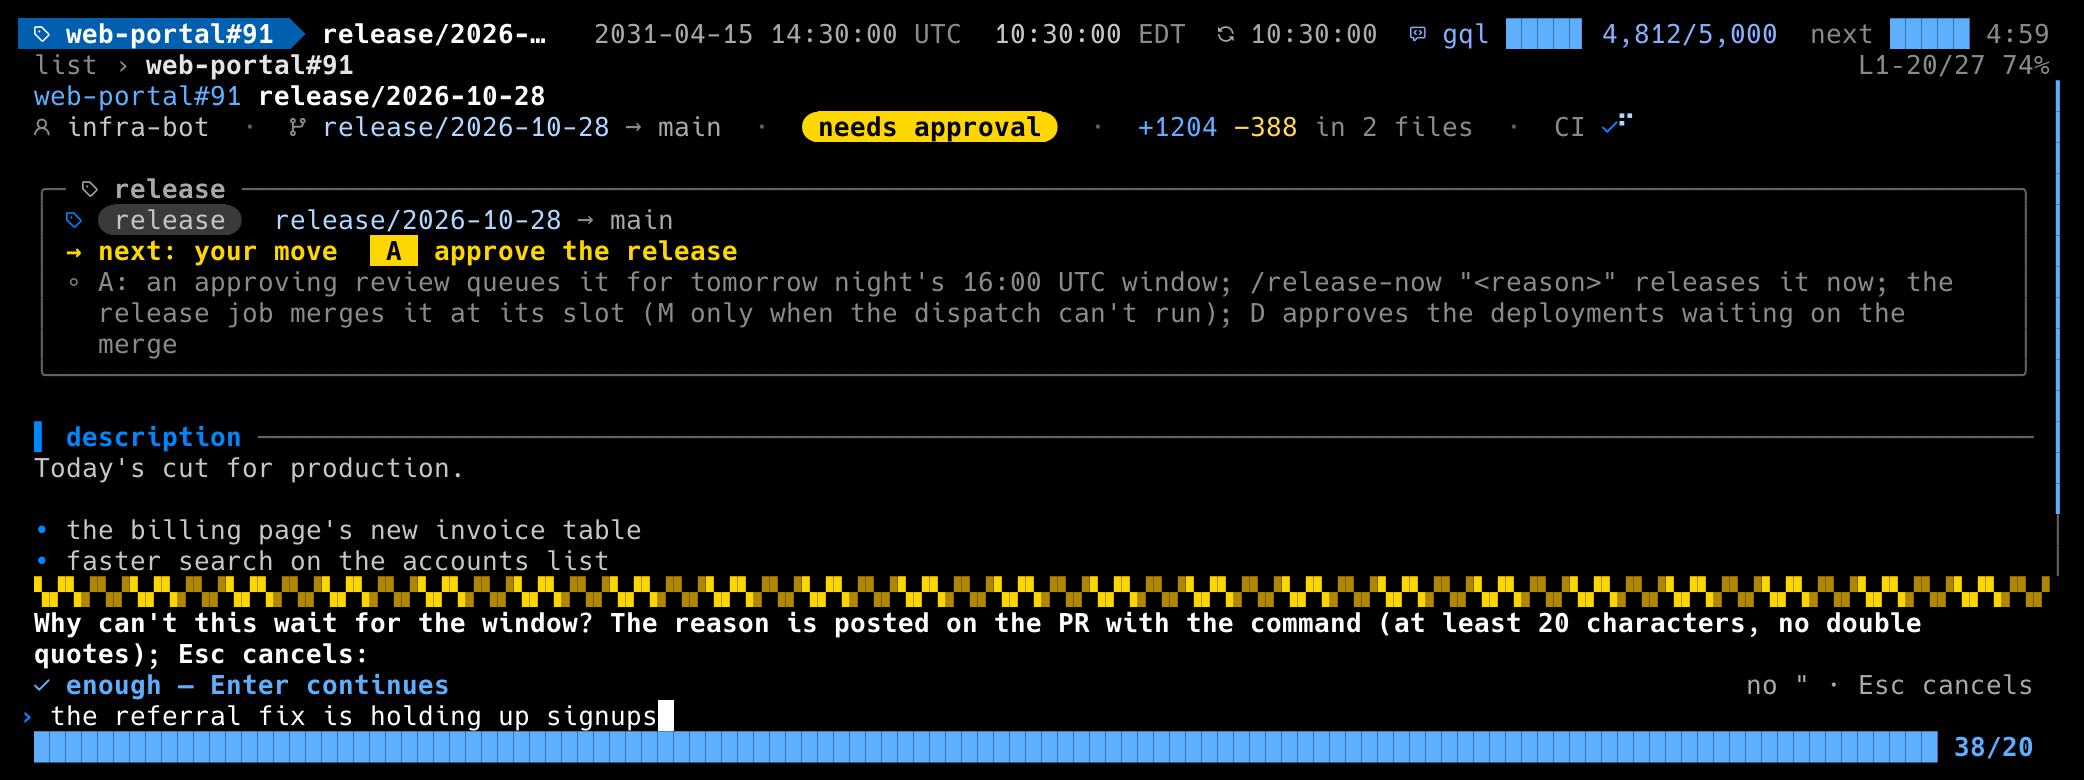 web-portal#91 release/2026-… 2031-04-15 14:30:00 UTC 10:30:00 EDT 10:30:00 gql 4,812/5,000 next 4:59
list › web-portal#91 L1-20/27 74%
web-portal#91 release/2026-10-28
infra-bot · release/2026-10-28 → main · needs approval · +1204 −388 in 2 files · CI ✓
release
release release/2026-10-28 → main
→ next: your move A approve the release
◦ A: an approving review queues it for tomorrow night's 16:00 UTC window; /release-now "<reason>" releases it now; the
release job merges it at its slot (M only when the dispatch can't run); D approves the deployments waiting on the
merge
description
Today's cut for production.
• the billing page's new invoice table
• faster search on the accounts list
Why can't this wait for the window? The reason is posted on the PR with the command (at least 20 characters, no double
quotes); Esc cancels:
✓ enough — Enter continues no " · Esc cancels
› the referral fix is holding up signups
38/20